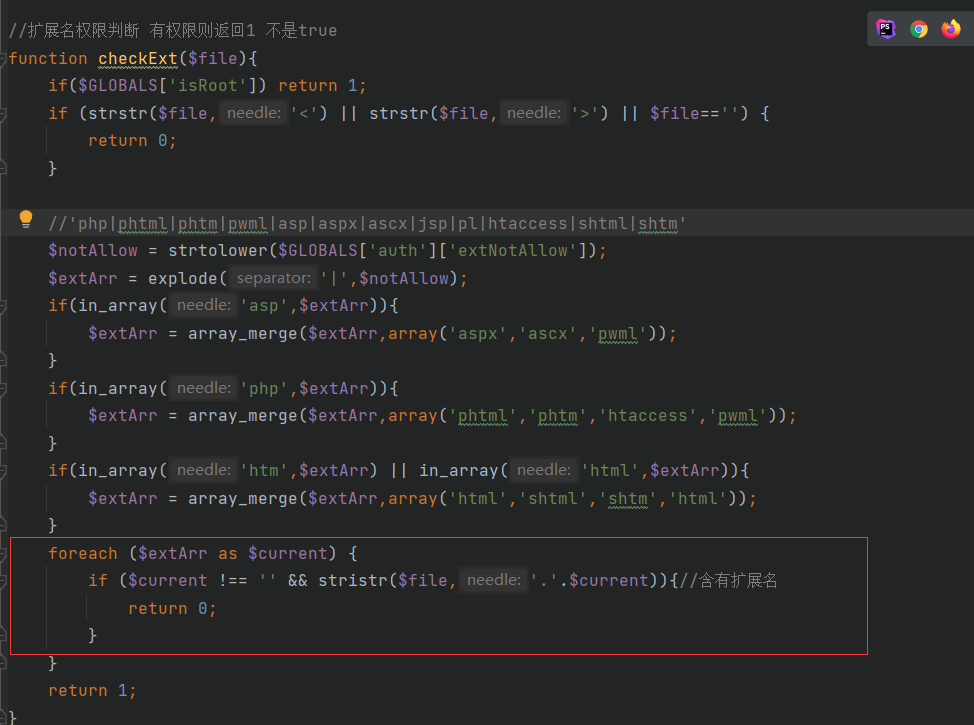 //扩展名权限判断 有权限则返回1 不是true
function checkExt($file){
if($GLOBALS['isRoot']) return 1;
if (strstr($file, needle: '<') || strstr($file, needle: '>') || $file=='') {
return 0;
}
//'php|phtml|phtm|pwml|asp|aspx|ascx|jsp|pl|htaccess|shtml|shtm'
$notAllow = strtolower($GLOBALS['auth']['extNotAllow']);
$extArr = explode( separator: '|',$notAllow);
if(in_array( needle: 'asp',$extArr)){
$extArr = array_merge($extArr,array('aspx','ascx','pwml'));
}
if(in_array( needle: 'php',$extArr)){
$extArr = array_merge($extArr,array('phtml','phtm','htaccess','pwml'));
}
if(in_array( needle: 'htm',$extArr) || in_array( needle: 'html',$extArr)){
$extArr = array_merge($extArr,array('html','shtml','shtm','html'));
}
foreach ($extArr as $current) {
if ($current !== '' && stristr($file, needle: '.'.$current)){//含有扩展名
return 0;
}
}
return 1;
}
PS